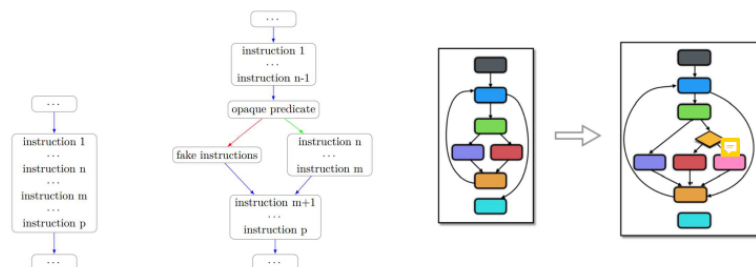 ...
instruction 1
...
instruction n
...
instruction m
...
instruction p
...
...
instruction 1
...
instruction n-1
opaque predicate
fake instructions
instruction n
...
instruction m
instruction m+1
...
instruction p
...